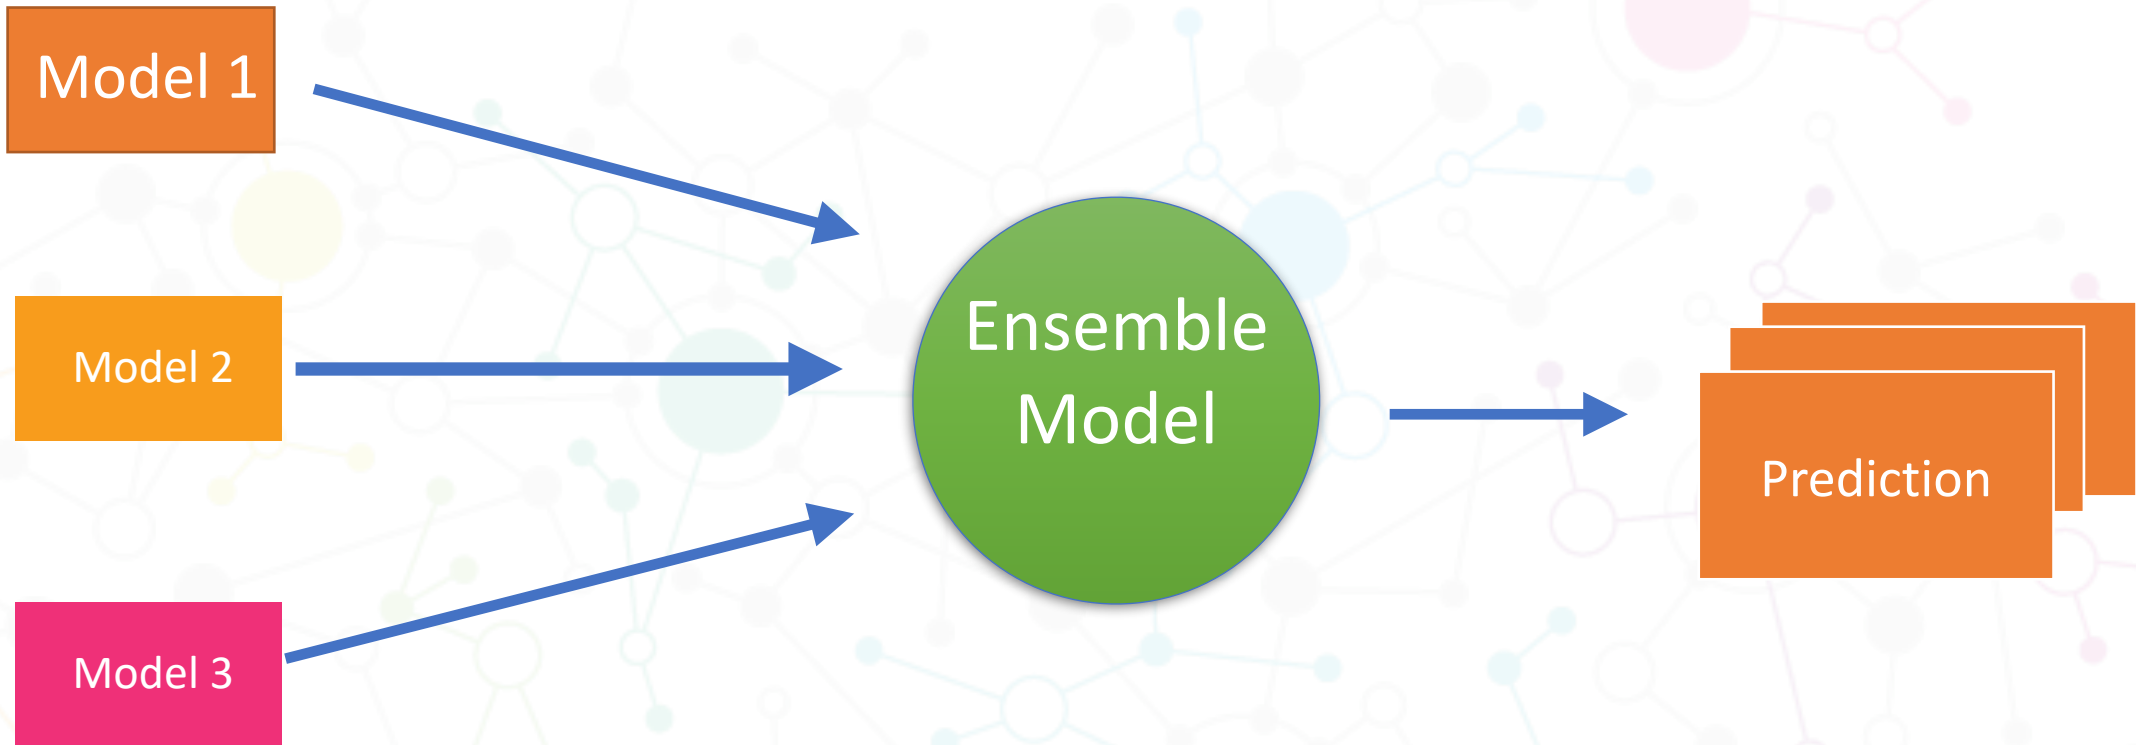 Model 1
Model 2
Model 3
Ensemble
Model
Prediction